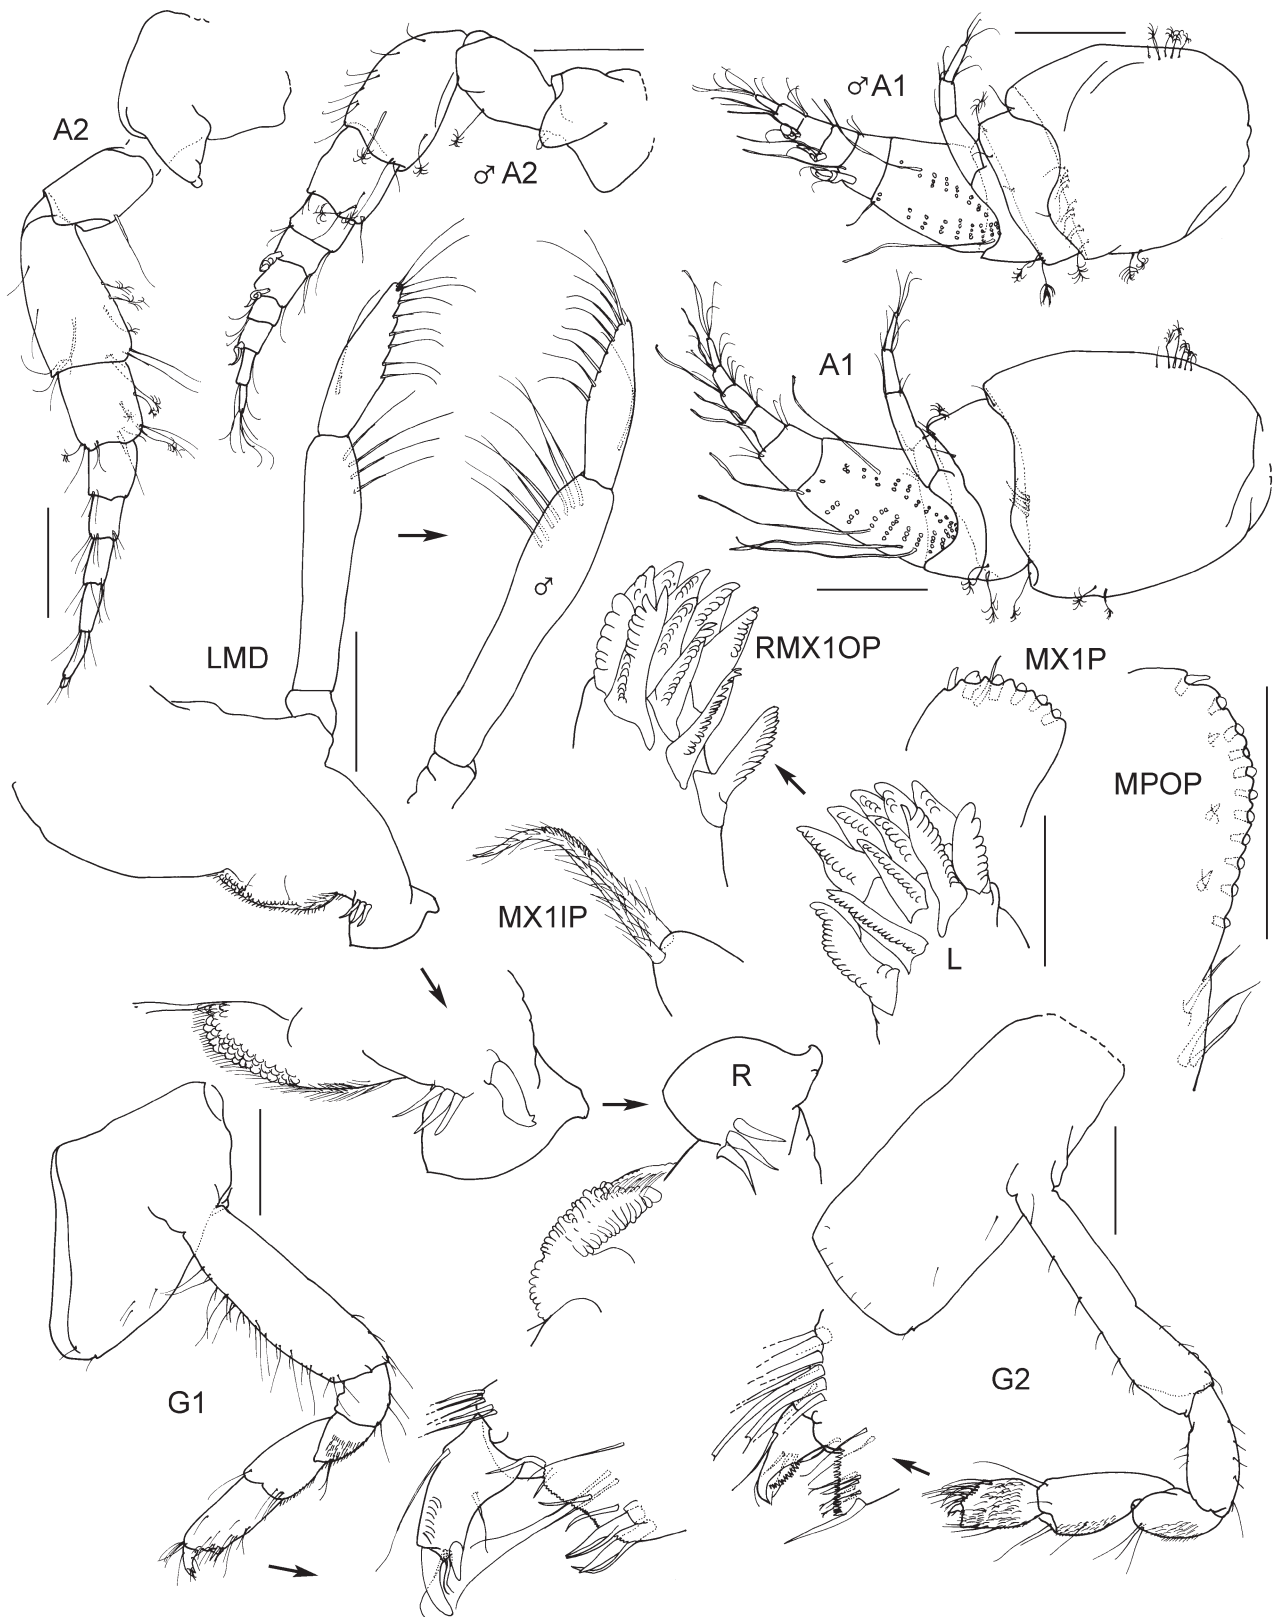 ♂ A1
A2
♂ A2
A1
♂
LMD
RMX1OP
MX1P
MPOP
MX1IP
L
R
G1
G2